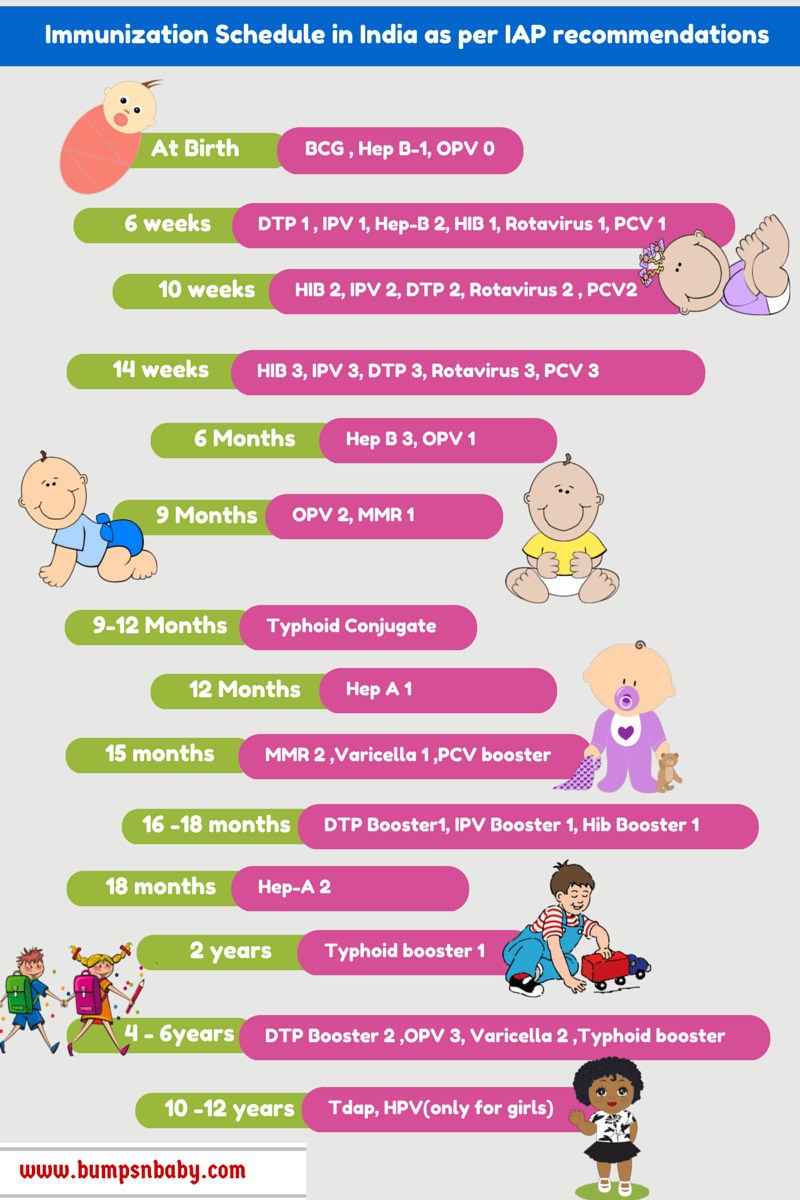 Immunization Schedule in India as per IAP recommendations
At Birth BCG , Hep B-1, OPV 0
6 weeks DTP 1 , IPV 1, Hep-B 2, HIB 1, Rotavirus 1, PCV 1
10 weeks HIB 2, IPV 2, DTP 2, Rotavirus 2 , PCV2
14 weeks HIB 3, IPV 3, DTP 3, Rotavirus 3, PCV 3
6 Months Hep B 3, OPV 1
9 Months OPV 2, MMR 1
9-12 Months Typhoid Conjugate
12 Months Hep A 1
15 months MMR 2 ,Varicella 1 ,PCV booster
16 -18 months DTP Booster1, IPV Booster 1, Hib Booster 1
18 months Hep-A 2
2 years Typhoid booster 1
4 - 6years DTP Booster 2 ,OPV 3, Varicella 2 ,Typhoid booster
10 -12 years Tdap, HPV(only for girls)
www.bumpsnbaby.com